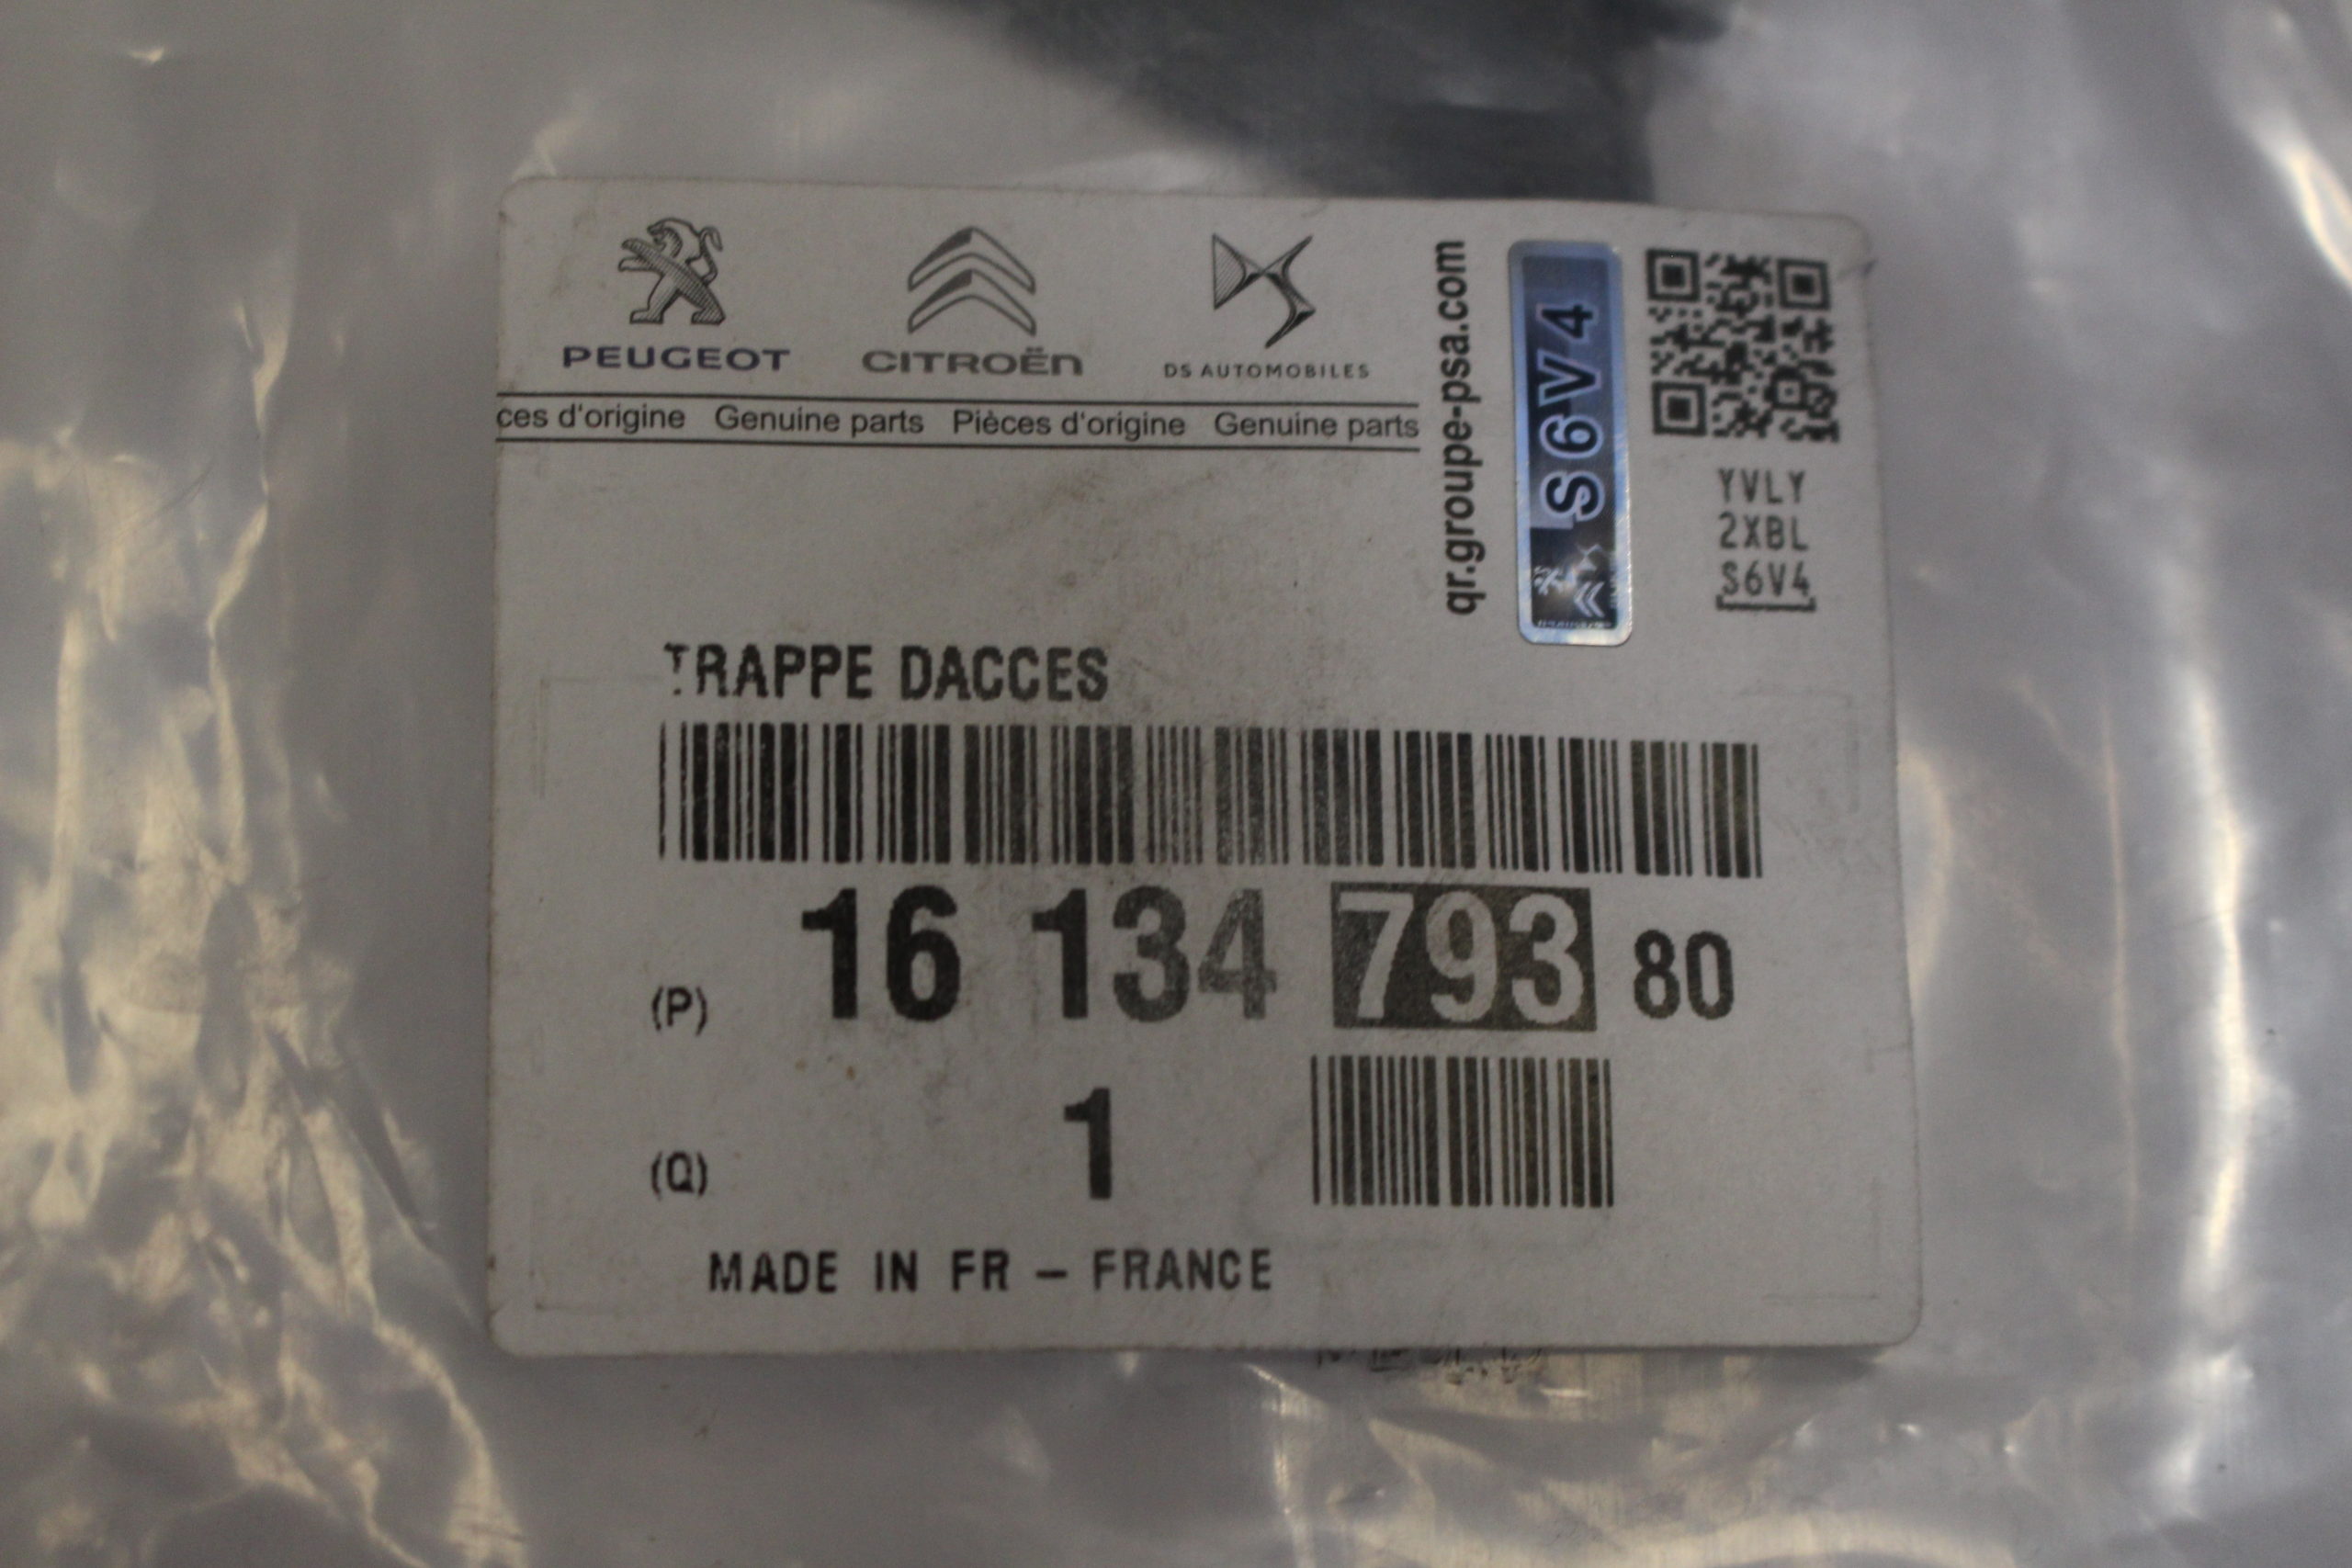 PEUGEOT
CITROËN
DS AUTOMOBILES
ces d'origine Genuine parts Pièces d'origine Genuine parts
qr.groupe-psa.com
S6V4
YVLY
2XBL
S6V4
TRAPPE DACCES
(P) 16 134 793 80
(Q) 1
MADE IN FR – FRANCE